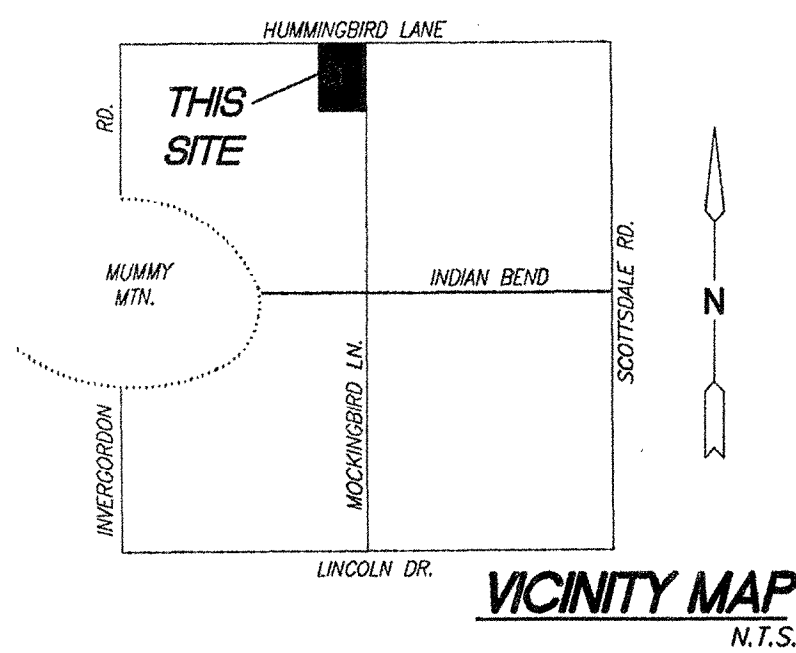 HUMMINGBIRD LANE
THIS
SITE
RD.
MUMMY
MTN.
INDIAN BEND
SCOTTSDALE RD.
N
MOCKINGBIRD LN.
INVERGORDON
LINCOLN DR.
VICINITY MAP
N.T.S.